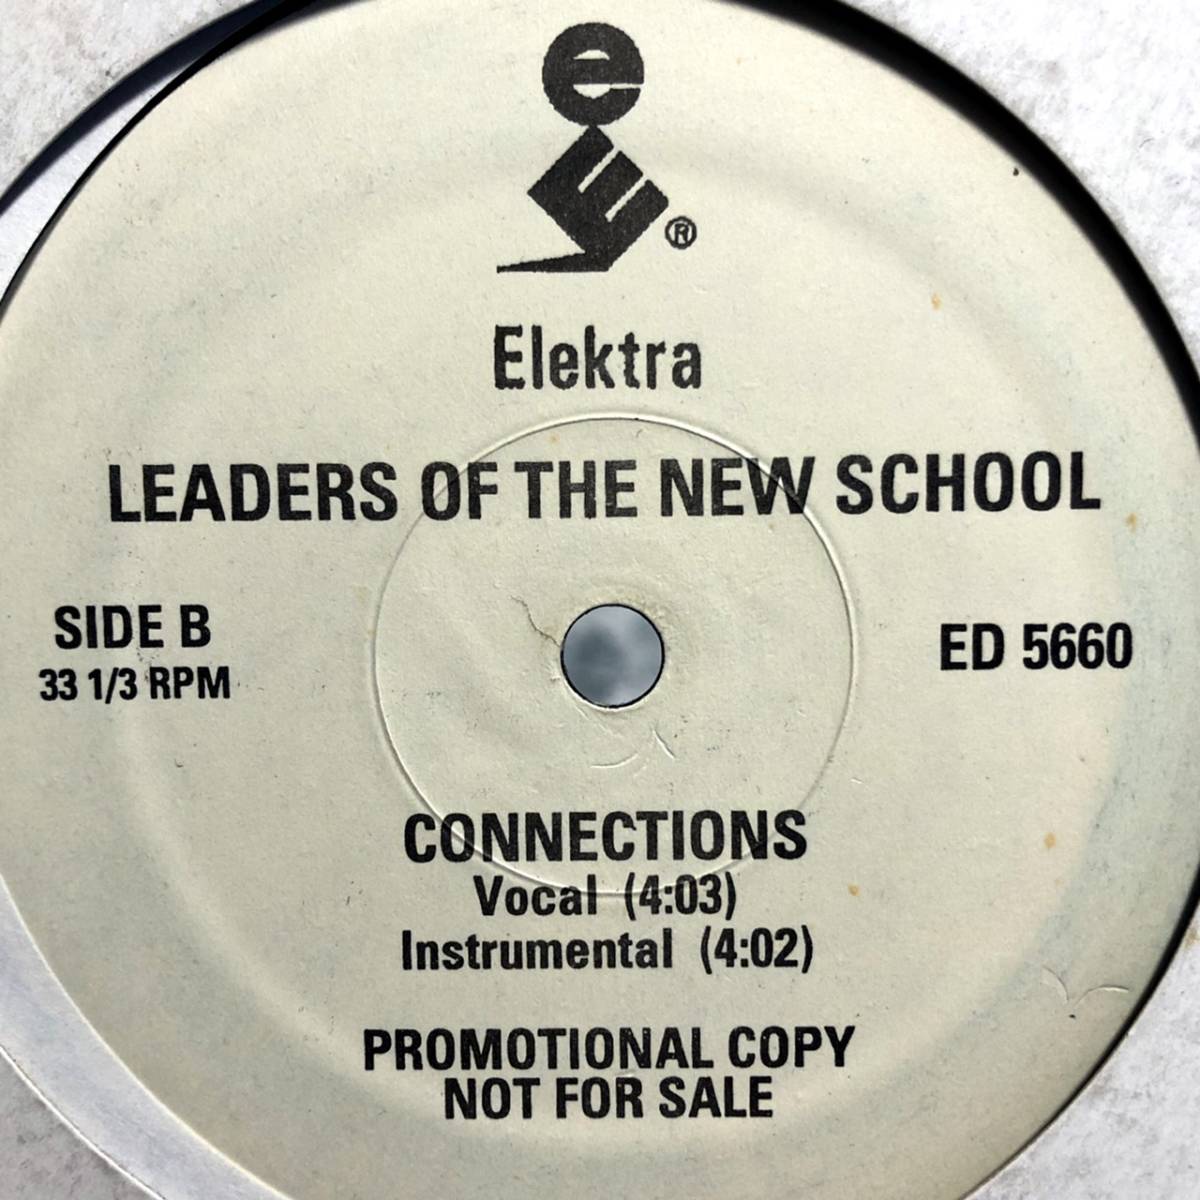 e
E®
Elektra
LEADERS OF THE NEW SCHOOL
SIDE B
33 1/3 RPM
ED 5660
CONNECTIONS
Vocal (4:03)
Instrumental (4:02)
PROMOTIONAL COPY
NOT FOR SALE